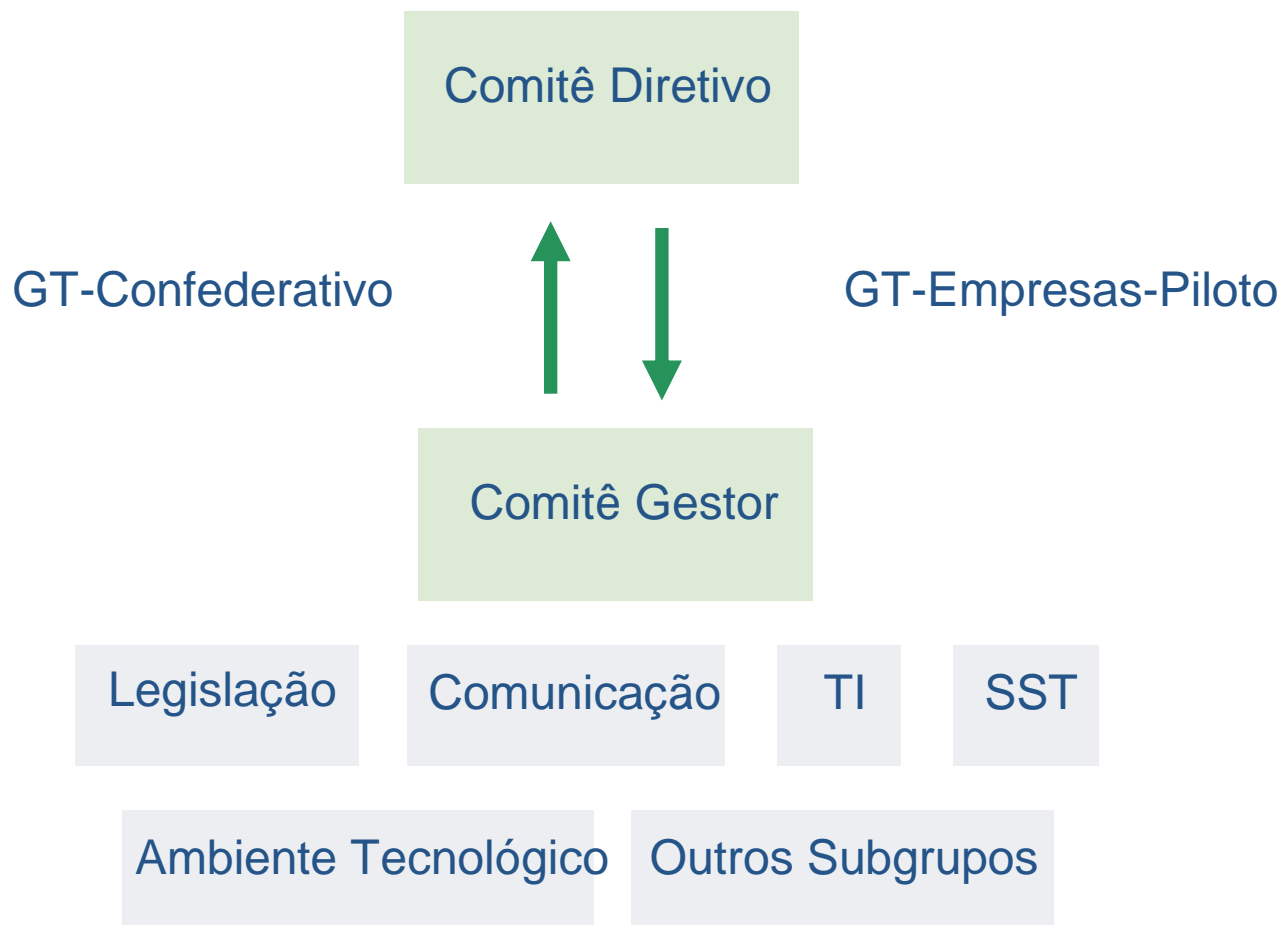 Comitê Diretivo
GT-Confederativo
GT-Empresas-Piloto
Comitê Gestor
Legislação
Comunicação
TI
SST
Ambiente Tecnológico
Outros Subgrupos